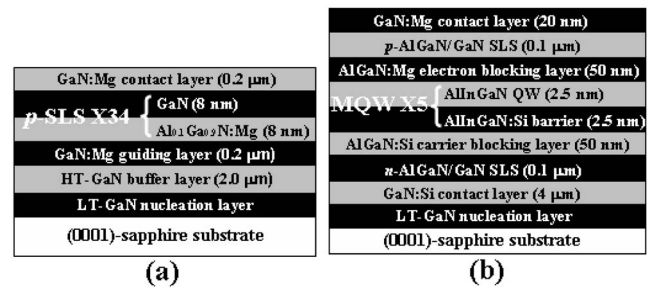 GaN:Mg contact layer (0.2 μm)
p-SLS X34
GaN (8 nm)
Al0.1Ga0.9N:Mg (8 nm)
GaN:Mg guiding layer (0.2 μm)
HT-GaN buffer layer (2.0 μm)
LT-GaN nucleation layer
(0001)-sapphire substrate
(a)
GaN:Mg contact layer (20 nm)
p-AlGaN/GaN SLS (0.1 μm)
AlGaN:Mg electron blocking layer (50 nm)
MQW X5
AlInGaN QW (2.5 nm)
AlInGaN:Si barrier (2.5 nm)
AlGaN:Si carrier blocking layer (50 nm)
n-AlGaN/GaN SLS (0.1 μm)
GaN:Si contact layer (4 μm)
LT-GaN nucleation layer
(0001)-sapphire substrate
(b)